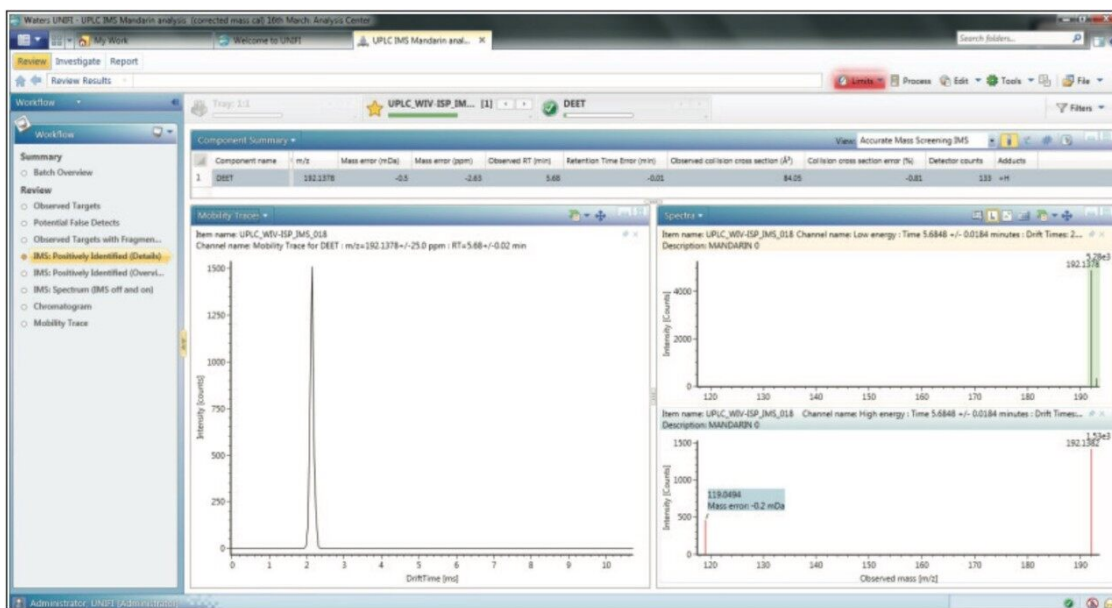 Waters UNIFI - UPLC IMS Mandarin analysis (corrected mass cal) 16th March. Analysis Center
My Work
Welcome to UNIFI
UPLC IMS Mandarin anal...
Search folders...
Review Investigate Report
Review Results
Limits Process Edit Tools File
Workflow
Tray: 1:1
UPLC_WIV-ISP_IM... [1]
DEET
Filters
Workflow
Summary
Batch Overview
Review
Observed Targets
Potential False Detects
Observed Targets with Fragmen...
IMS: Positively Identified (Details)
IMS: Positively Identified (Overvi...
IMS: Spectrum (IMS off and on)
Chromatogram
Mobility Trace
Component Summary
View: Accurate Mass Screening IMS
Component name m/z Mass error (mDa) Mass error (ppm) Observed RT (min) Retention Time Error (min) Observed collision cross section (Å²) Collision cross section error (%) Detector counts Adducts
1 DEET 192.1378 -0.5 -2.63 5.68 -0.01 84.05 -0.81 133 +H
Mobility Trace
Item name: UPLC_WIV-ISP_IMS_018
Channel name: Mobility Trace for DEET : m/z=192.1378+/-25.0 ppm : RT=5.68+/-0.02 min
Intensity [counts]
1500
1250
1000
750
500
250
0
0 1 2 3 4 5 6 7 8 9 10
DriftTime [ms]
Spectra
Item name: UPLC_WIV-ISP_IMS_018 Channel name: Low energy : Time 5.6848 +/- 0.0184 minutes : Drift Times: 2...
Description: MANDARIN 0
5.28e3
192.1378
Intensity [Counts]
4000
2000
0
120 130 140 150 160 170 180 190
Item name: UPLC_WIV-ISP_IMS_018 Channel name: High energy : Time 5.6848 +/- 0.0184 minutes : Drift Times:...
Description: MANDARIN 0
1.53e3
192.1382
Intensity [Counts]
1500
1000
500
0
119.0494
Mass error: -0.2 mDa
120 130 140 150 160 170 180 190
Observed mass [m/z]
Administrator: UNIFI (Administrator)